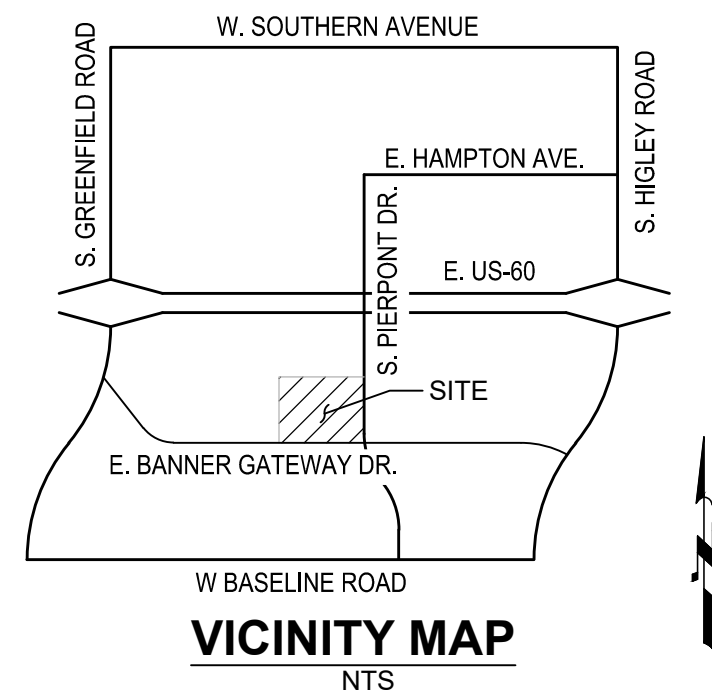 W. SOUTHERN AVENUE
S. GREENFIELD ROAD
S. HIGLEY ROAD
E. HAMPTON AVE.
S. PIERPONT DR.
E. US-60
SITE
E. BANNER GATEWAY DR.
W BASELINE ROAD
VICINITY MAP
NTS